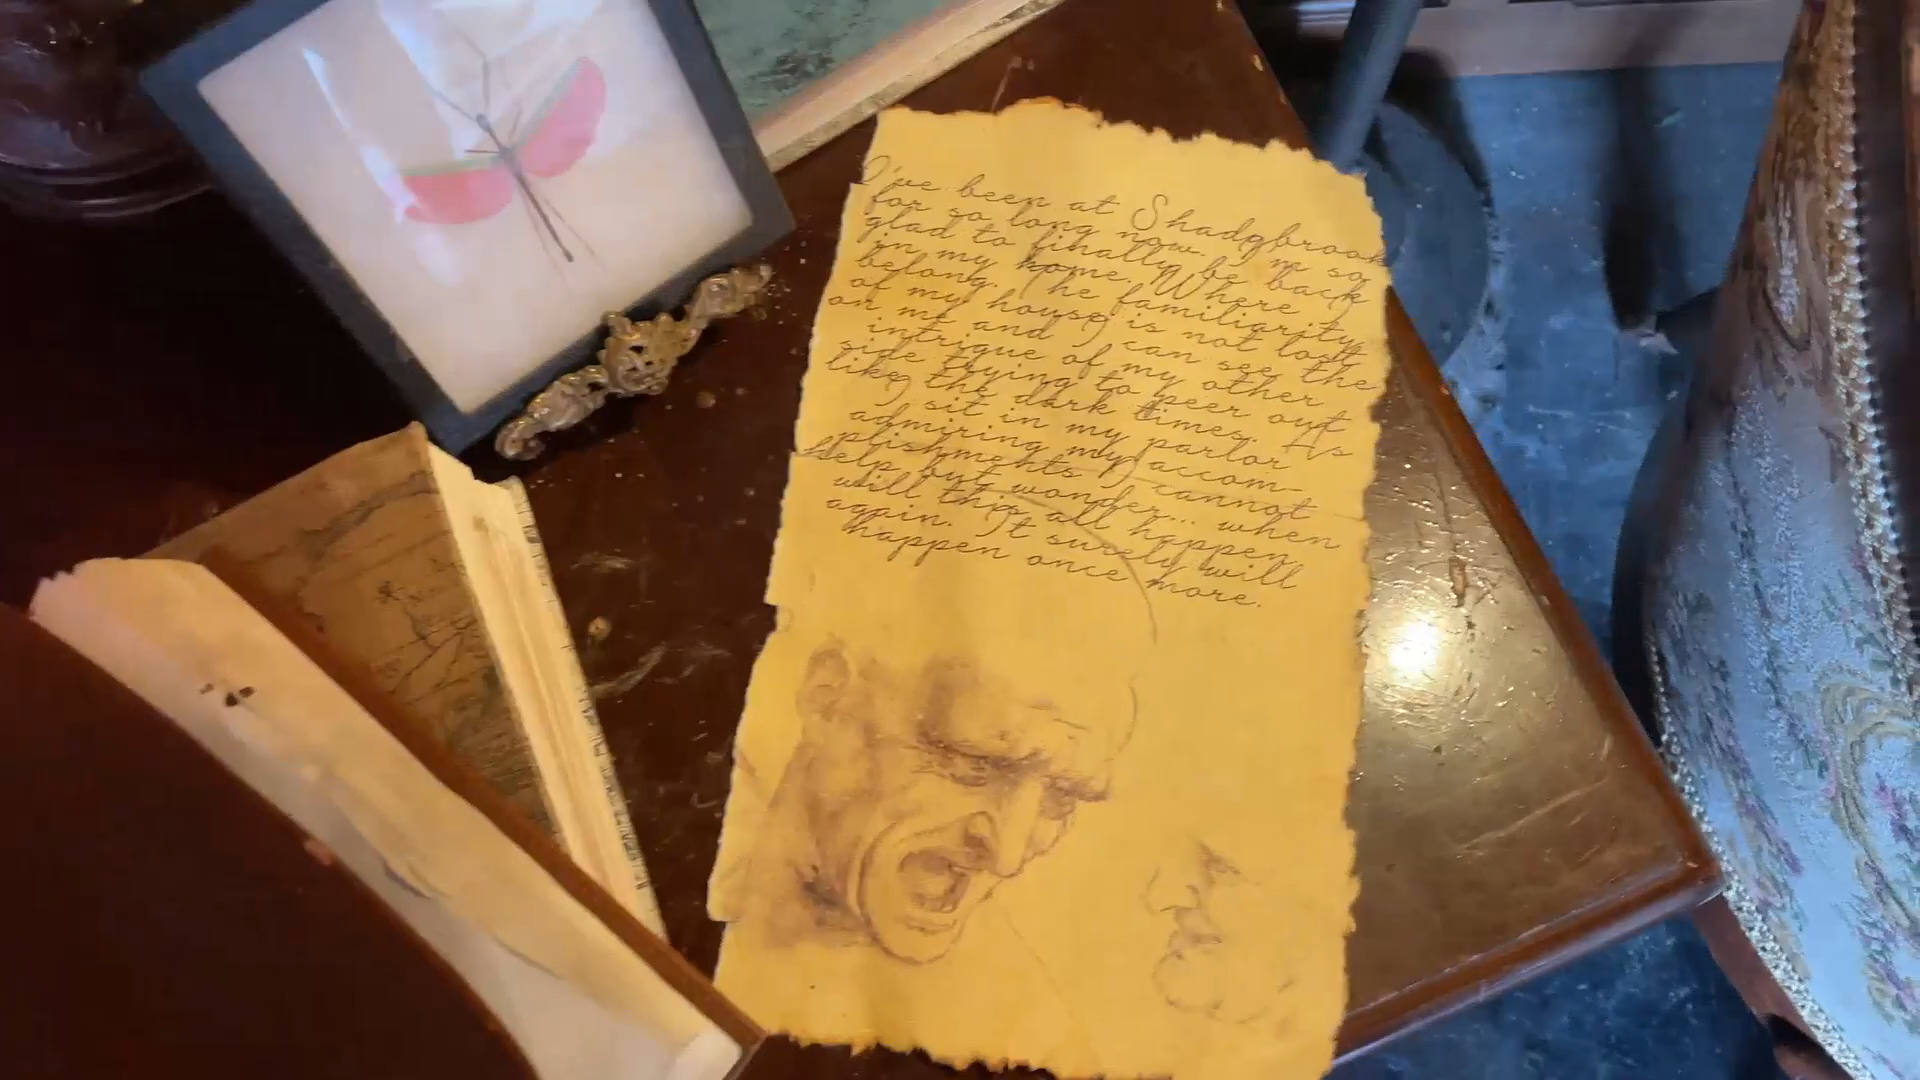 I've been at Shadybrook
for so long now. I'm so
glad to finally be back
in my home. Where I
belong. The familiarity
of my house is not lost
on me and I can see the
intrigue of my other
side trying to peer out
like the dark times. As
I sit in my parlor
admiring my accom-
plishments I cannot
help but wonder... when
will this all happen
again. It surely will
happen once more.